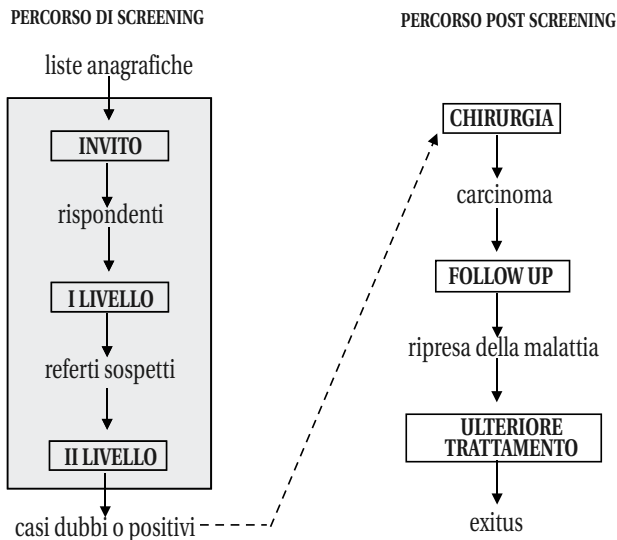 PERCORSO DI SCREENING
liste anagrafiche
INVITO
rispondenti
I LIVELLO
referti sospetti
II LIVELLO
casi dubbi o positivi
PERCORSO POST SCREENING
CHIRURGIA
carcinoma
FOLLOW UP
ripresa della malattia
ULTERIORE
TRATTAMENTO
exitus